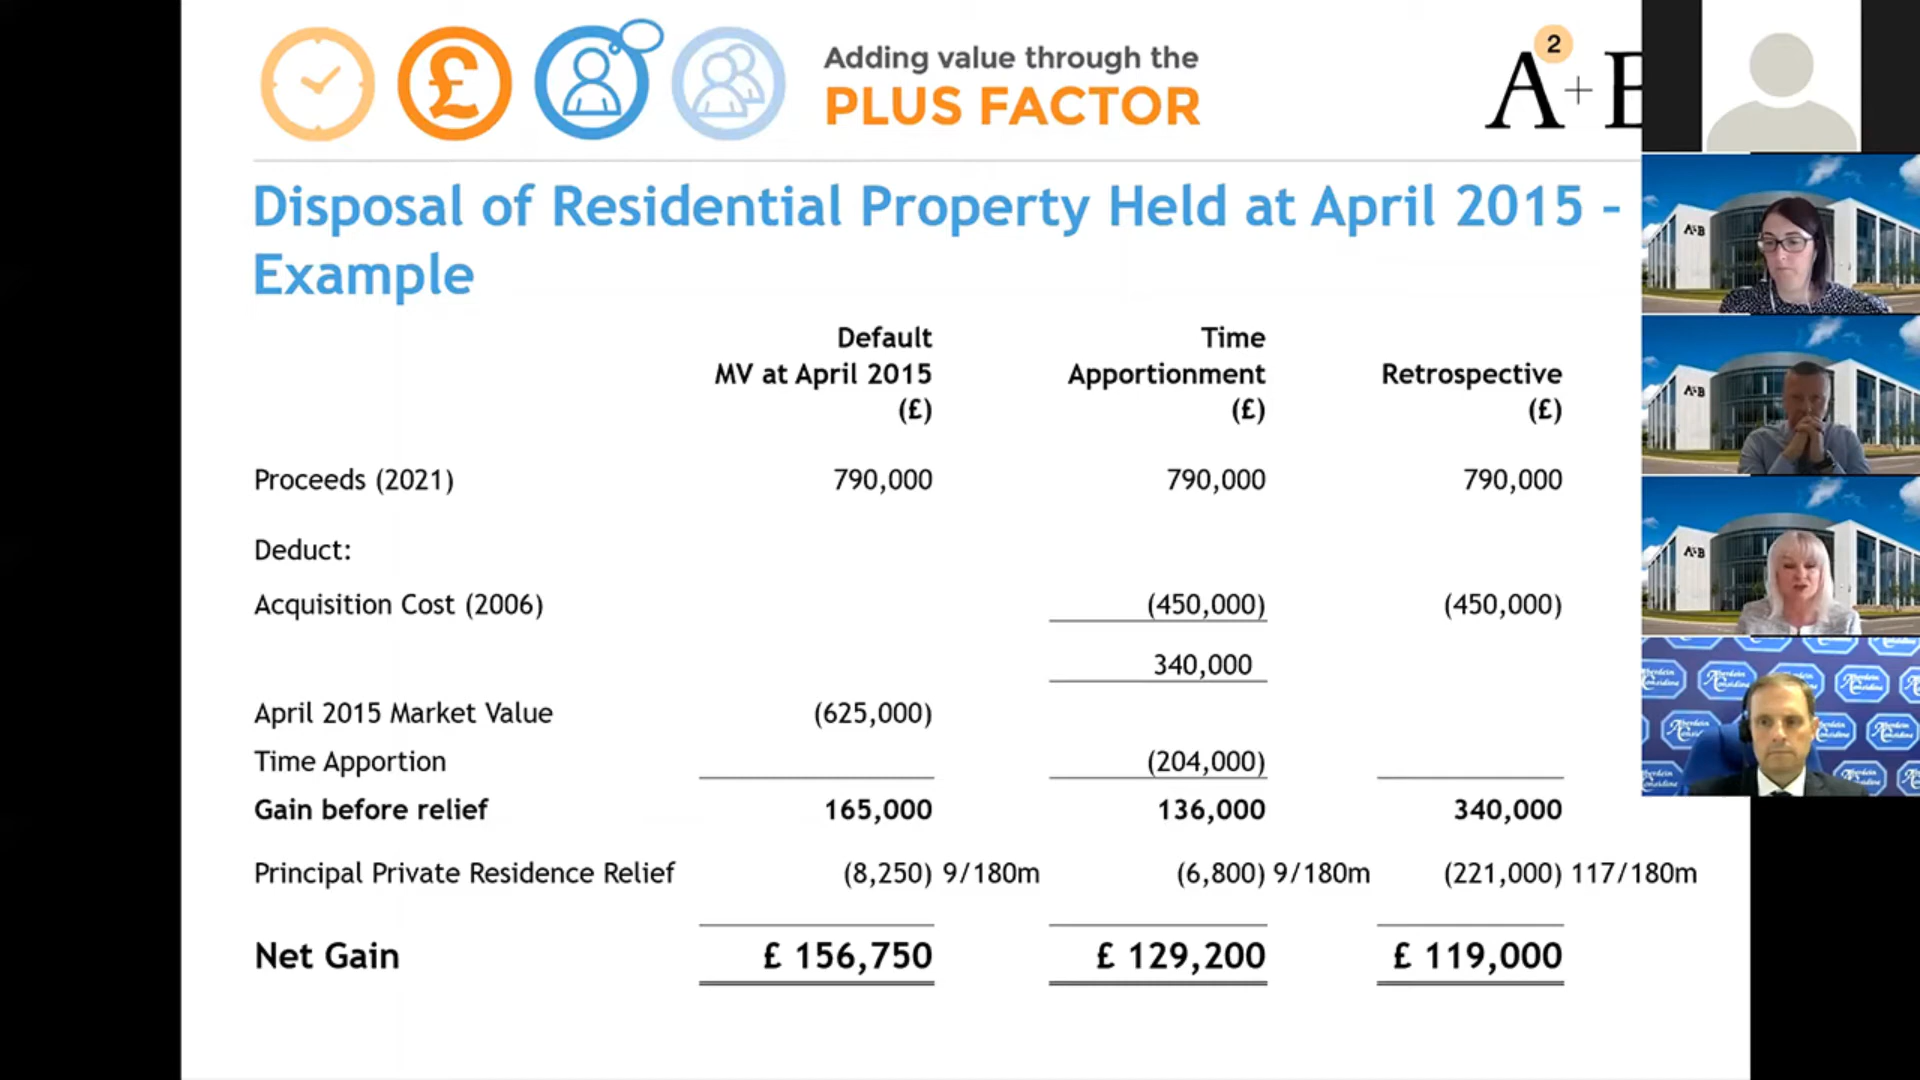 Adding value through the
PLUS FACTOR
2
A+B
Disposal of Residential Property Held at April 2015 –
Example
Default
MV at April 2015
(£)
Time
Apportionment
(£)
Retrospective
(£)
Proceeds (2021) 790,000 790,000 790,000
Deduct:
Acquisition Cost (2006) (450,000) (450,000)
340,000
April 2015 Market Value (625,000)
Time Apportion (204,000)
Gain before relief 165,000 136,000 340,000
Principal Private Residence Relief (8,250) 9/180m (6,800) 9/180m (221,000) 117/180m
Net Gain £ 156,750 £ 129,200 £ 119,000
A+B
A+B
A+B
Aberdein
Considine